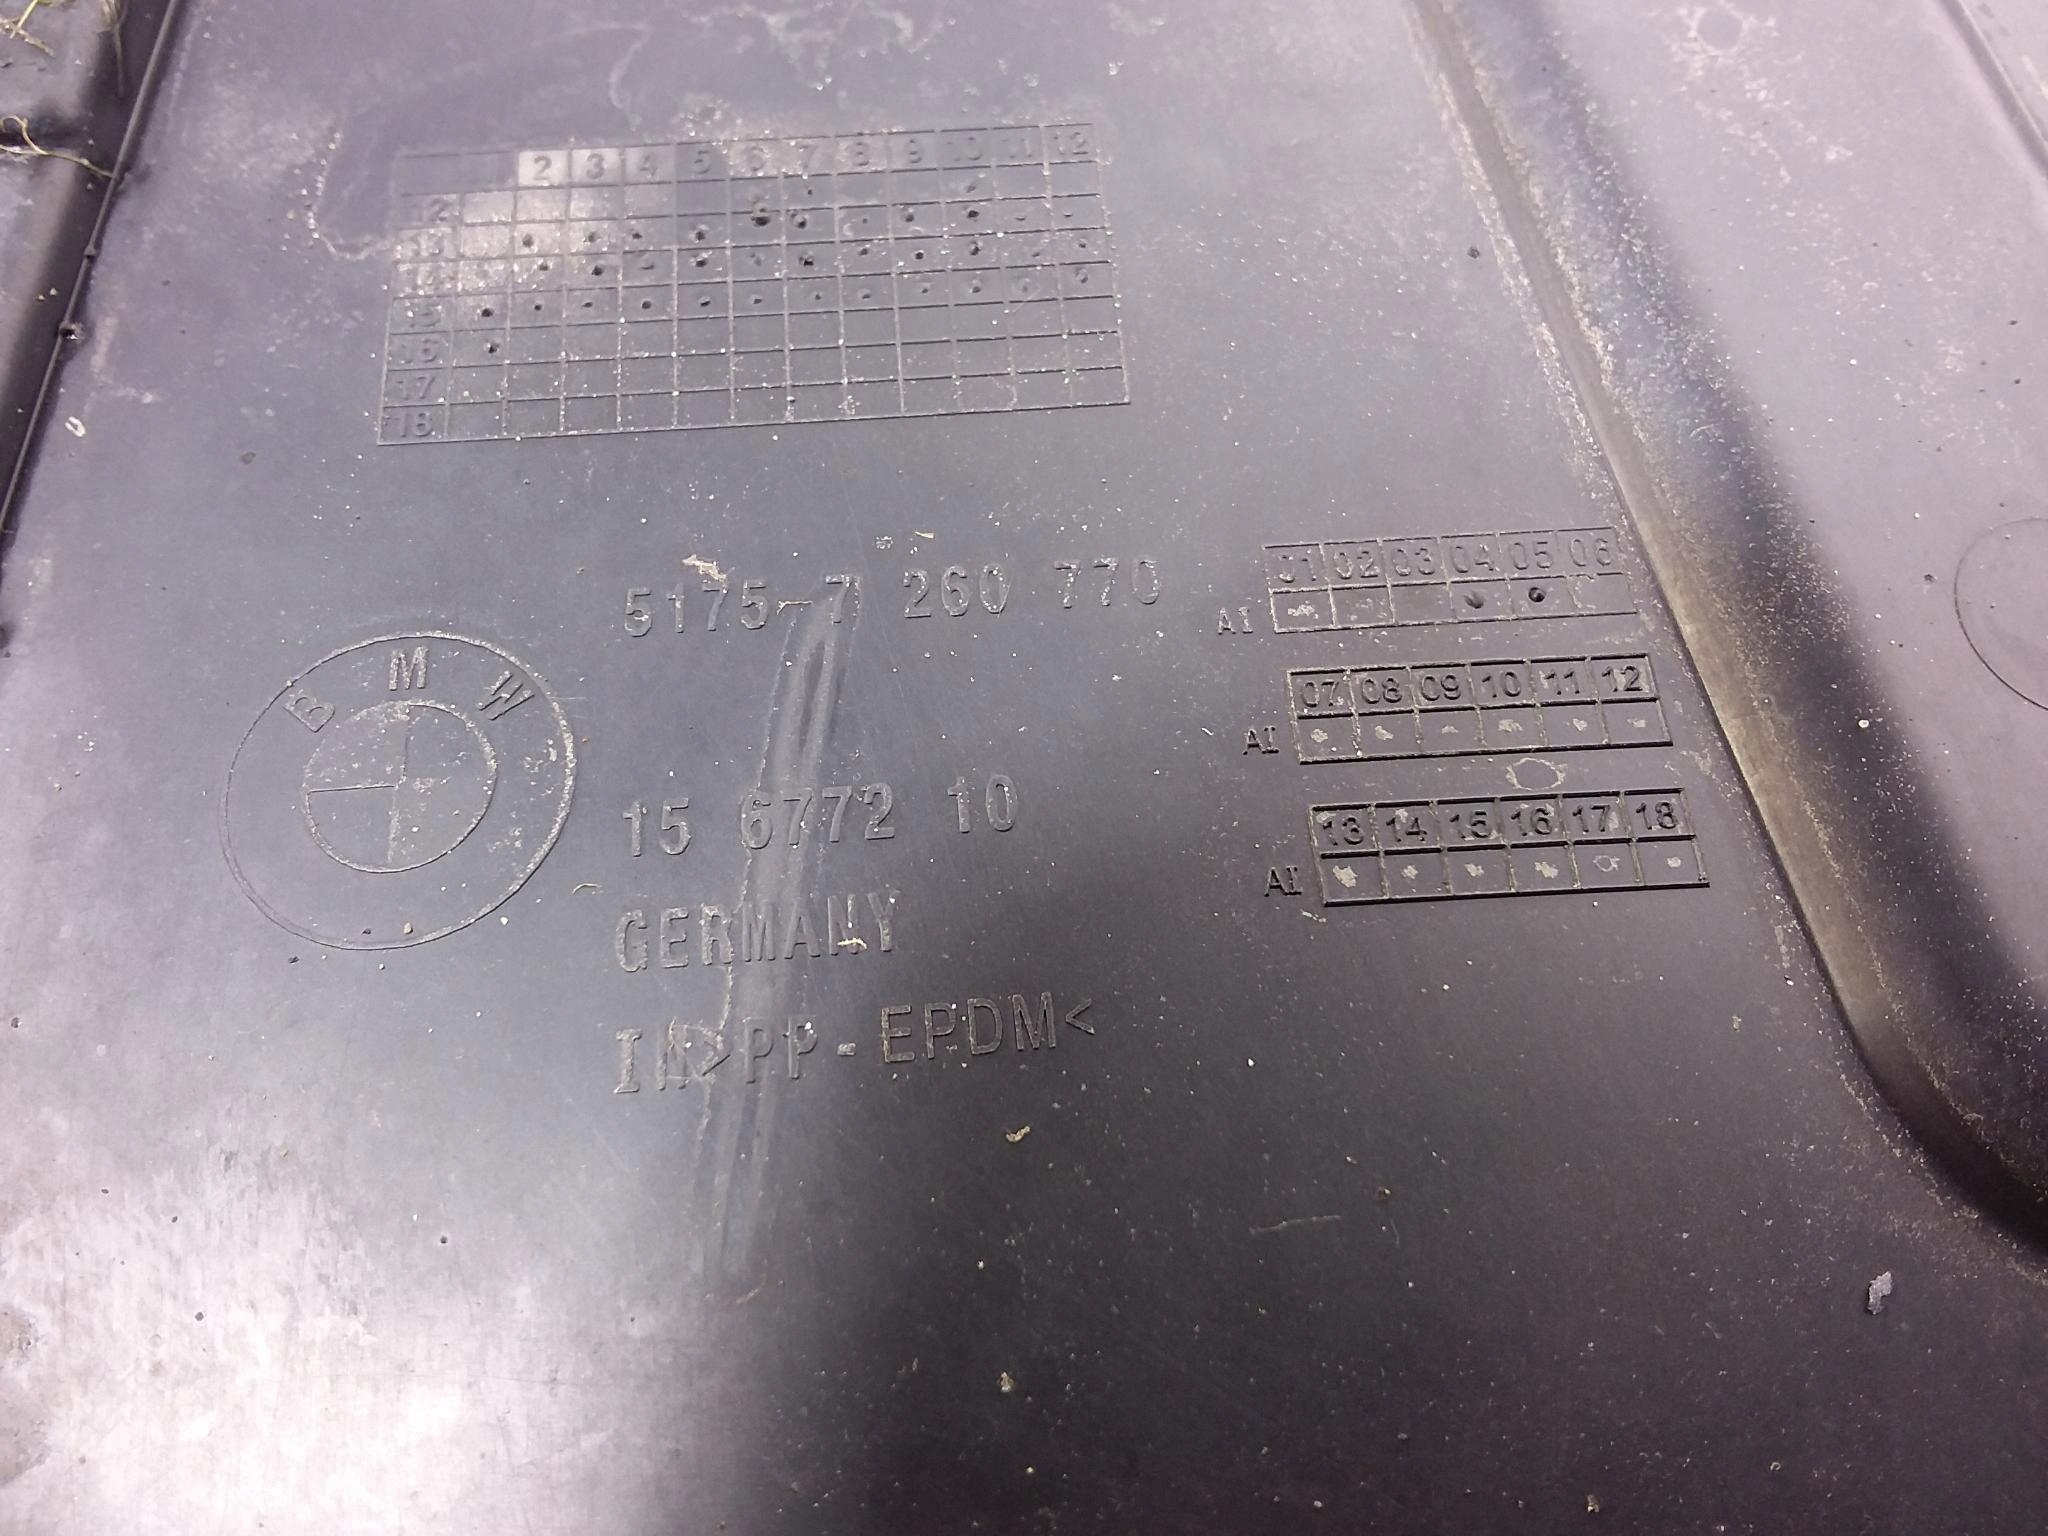 2 3 4 5 6 7 8 9 10 11 12
12
13
14
15
16
17
18
5175 7 260 770
01 02 03 04 05 06
AI
BMW
07 08 09 10 11 12
AI
15 6772 10
13 14 15 16 17 18
AI
GERMANY
IN>PP-EPDM<